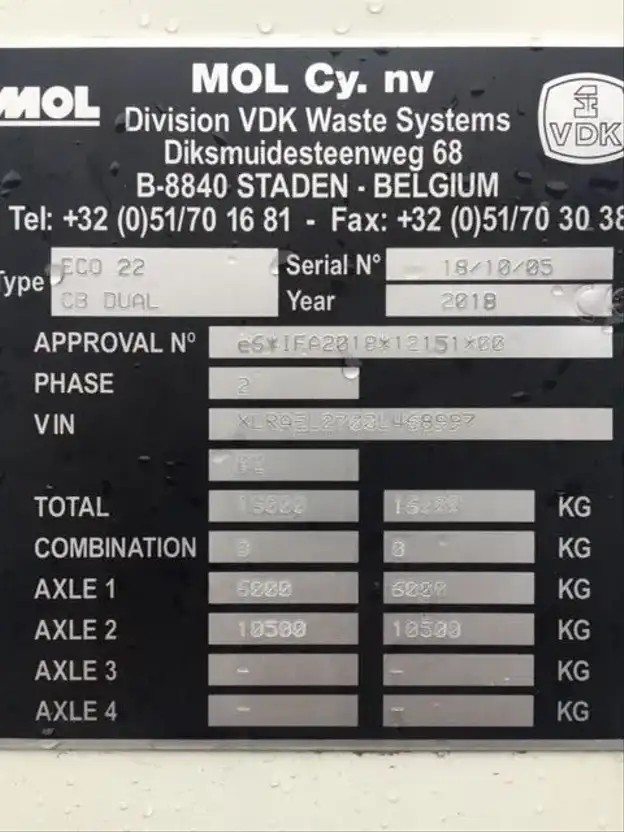 MOL
MOL Cy. nv
VDK
Division VDK Waste Systems
Diksmuidesteenweg 68
B-8840 STADEN - BELGIUM
Tel: +32 (0)51/70 16 81 - Fax: +32 (0)51/70 30 38
Type ECO 22 Serial N° 18/10/05
CB DUAL Year 2018
APPROVAL N° e6*IFA2018*12151*00
PHASE 2
VIN
TOTAL KG
COMBINATION 0 0 KG
AXLE 1 6000 6000 KG
AXLE 2 10500 10500 KG
AXLE 3 - - KG
AXLE 4 - - KG